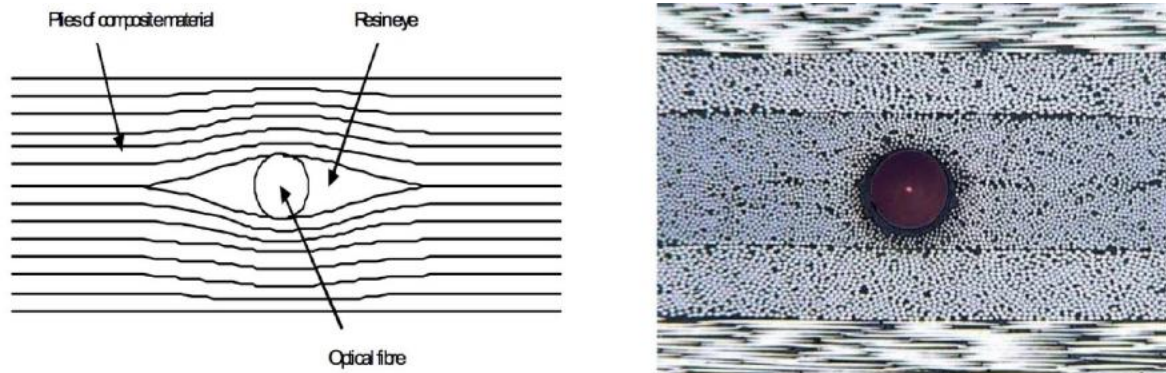 Plies of composite material
Resin eye
Optical fibre